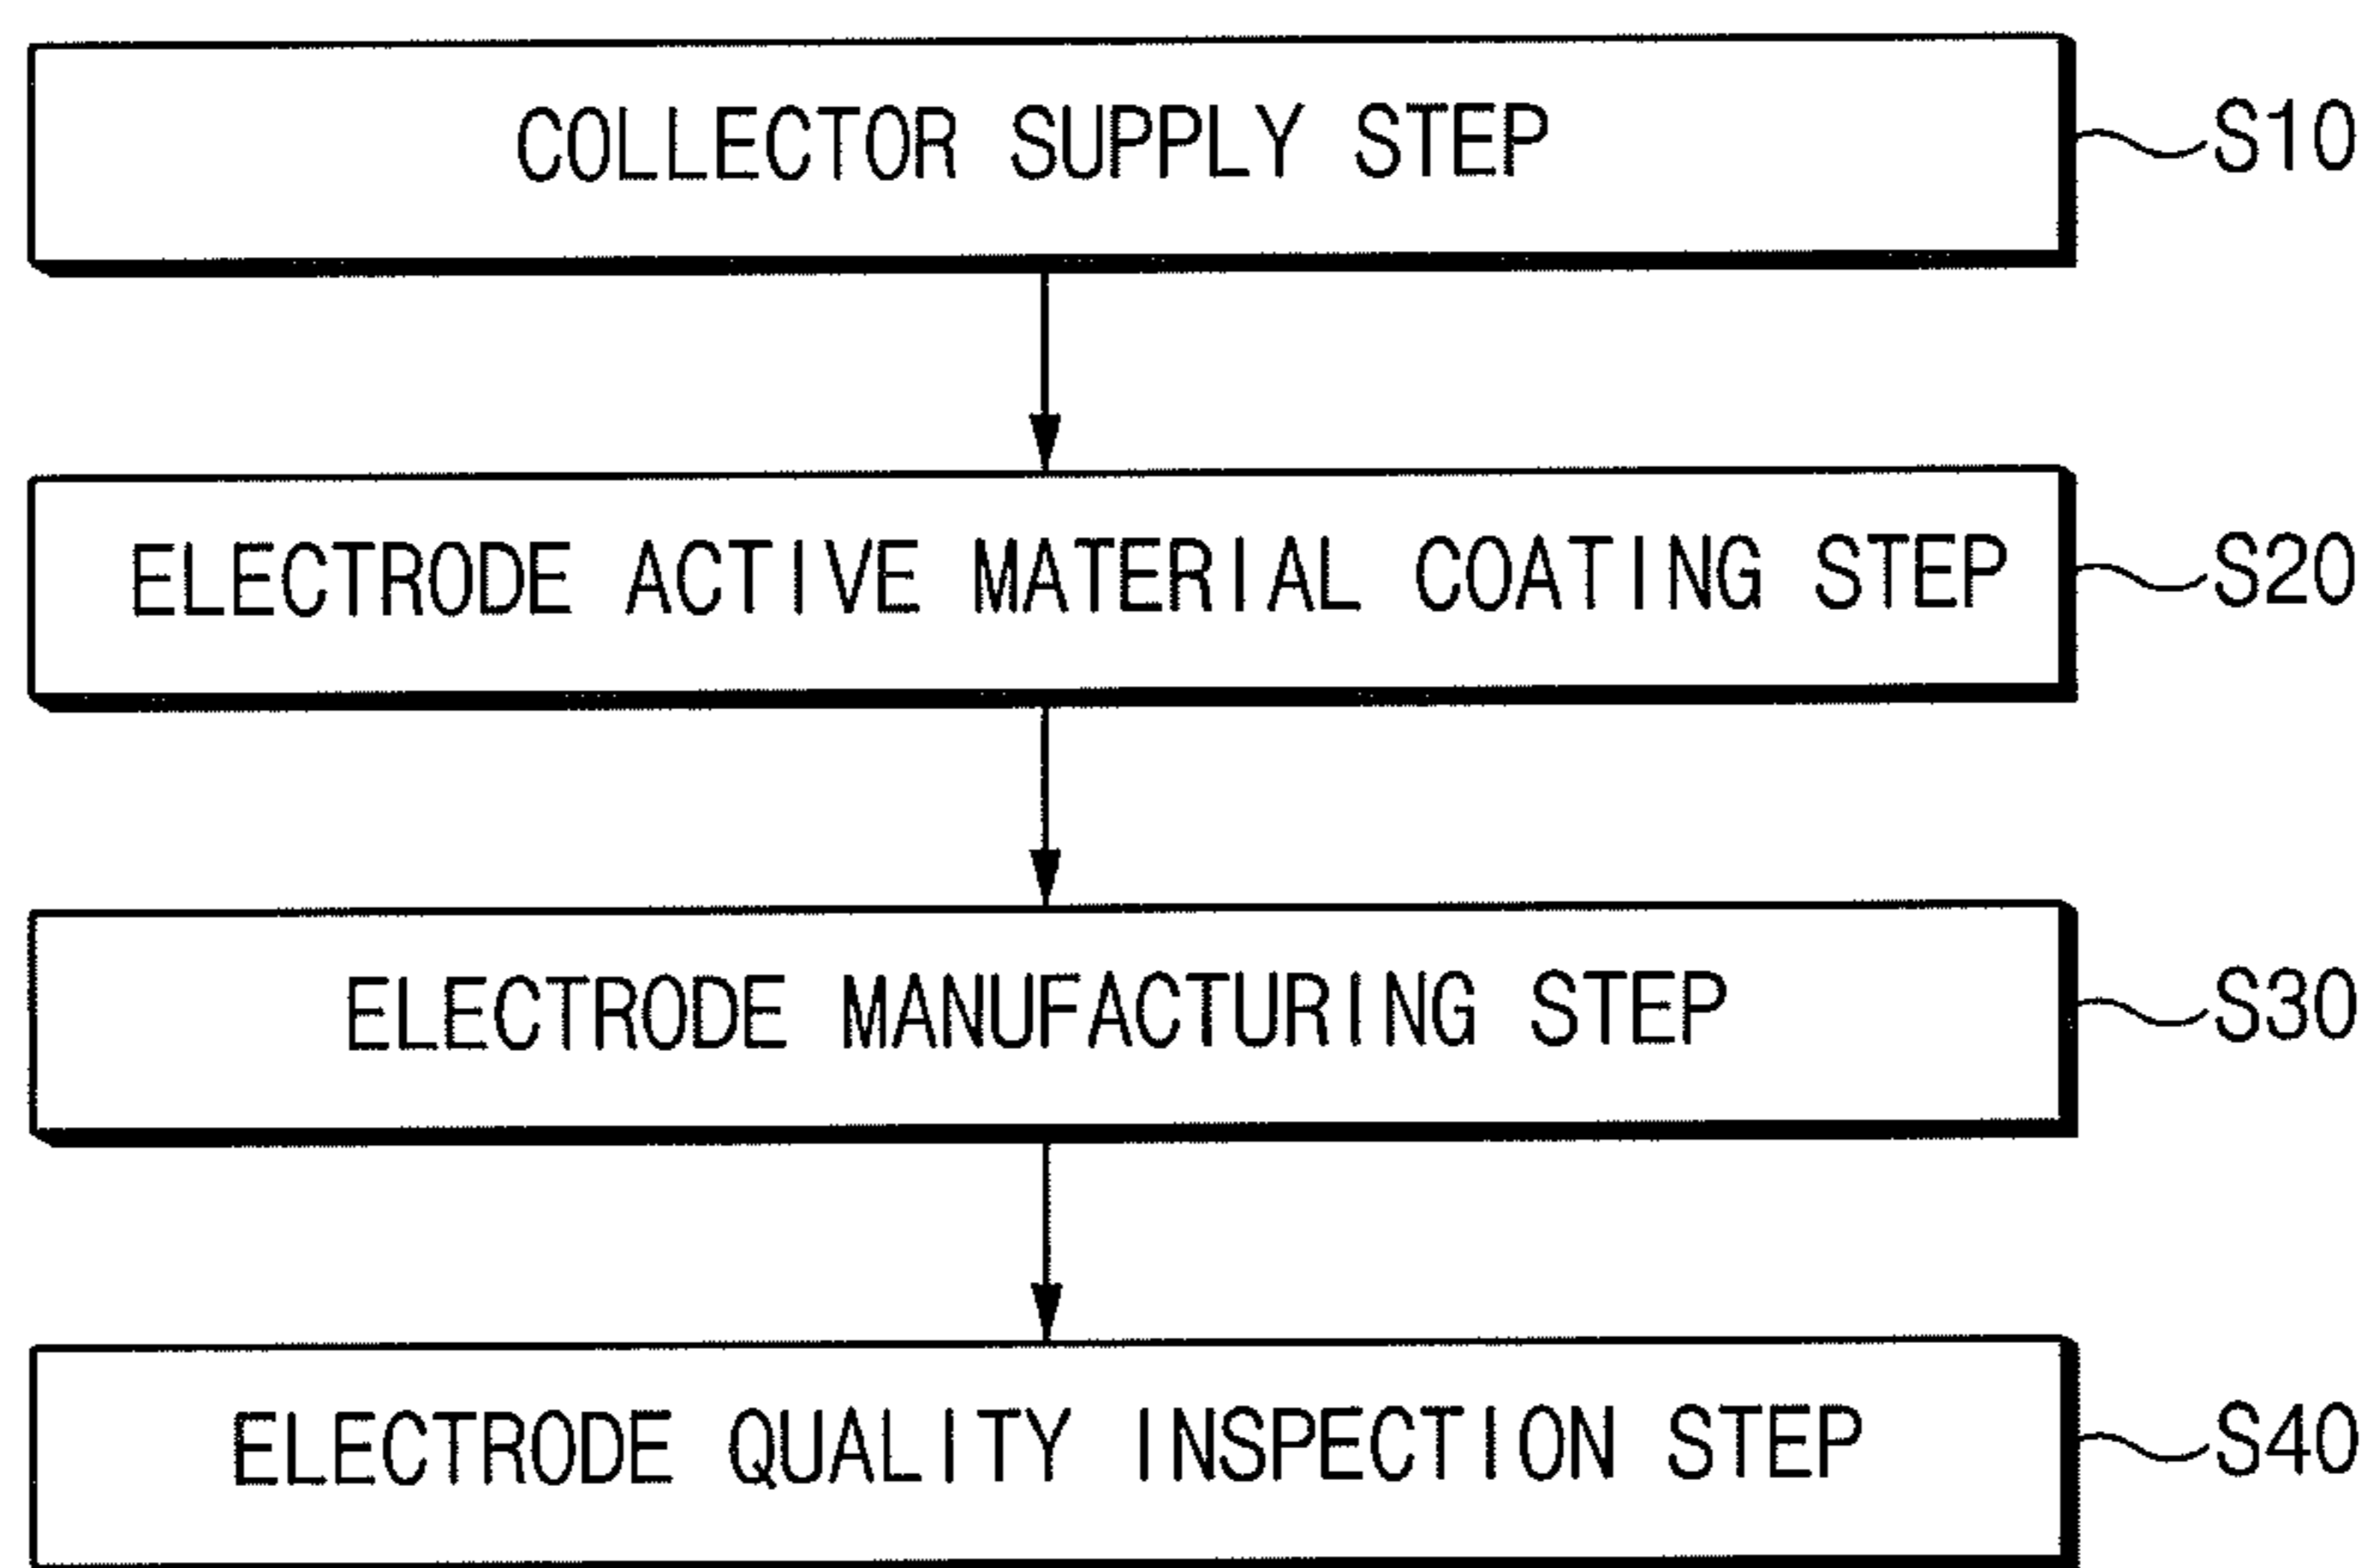 COLLECTOR SUPPLY STEP S10
ELECTRODE ACTIVE MATERIAL COATING STEP S20
ELECTRODE MANUFACTURING STEP S30
ELECTRODE QUALITY INSPECTION STEP S40